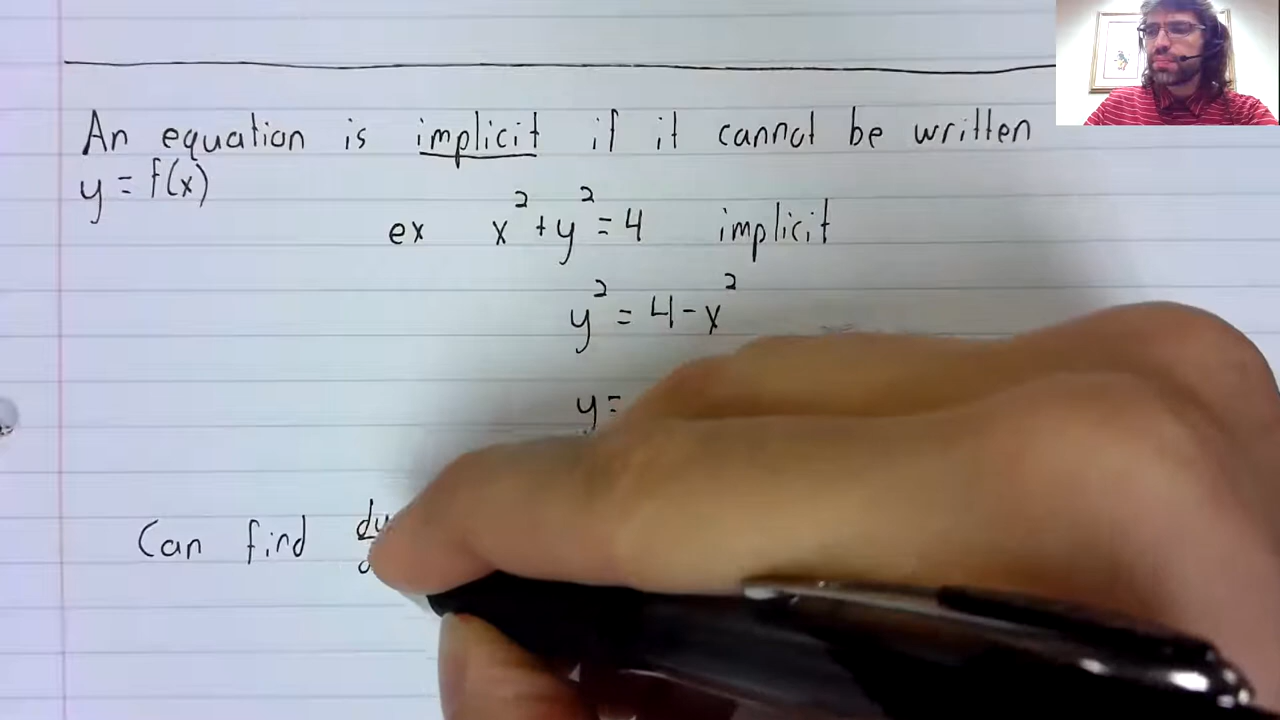 An equation is implicit if it cannot be written
y = f(x)
ex x² + y² = 4 implicit
y² = 4 - x²
y =
Can find